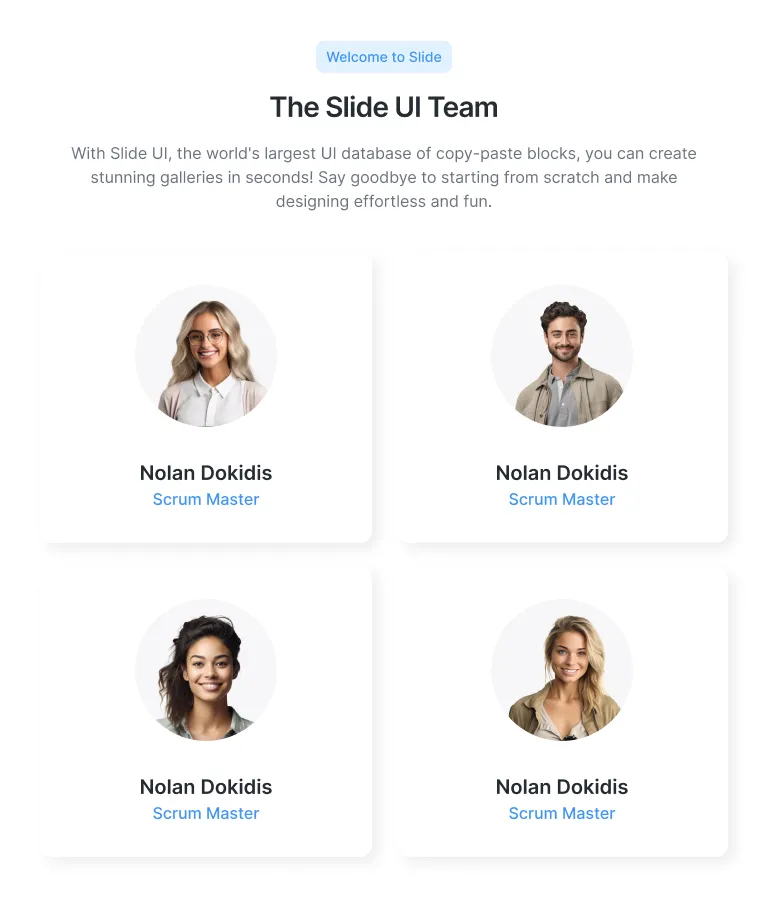 Welcome to Slide
The Slide UI Team
With Slide UI, the world's largest UI database of copy-paste blocks, you can create
stunning galleries in seconds! Say goodbye to starting from scratch and make
designing effortless and fun.
Nolan Dokidis
Scrum Master
Nolan Dokidis
Scrum Master
Nolan Dokidis
Scrum Master
Nolan Dokidis
Scrum Master